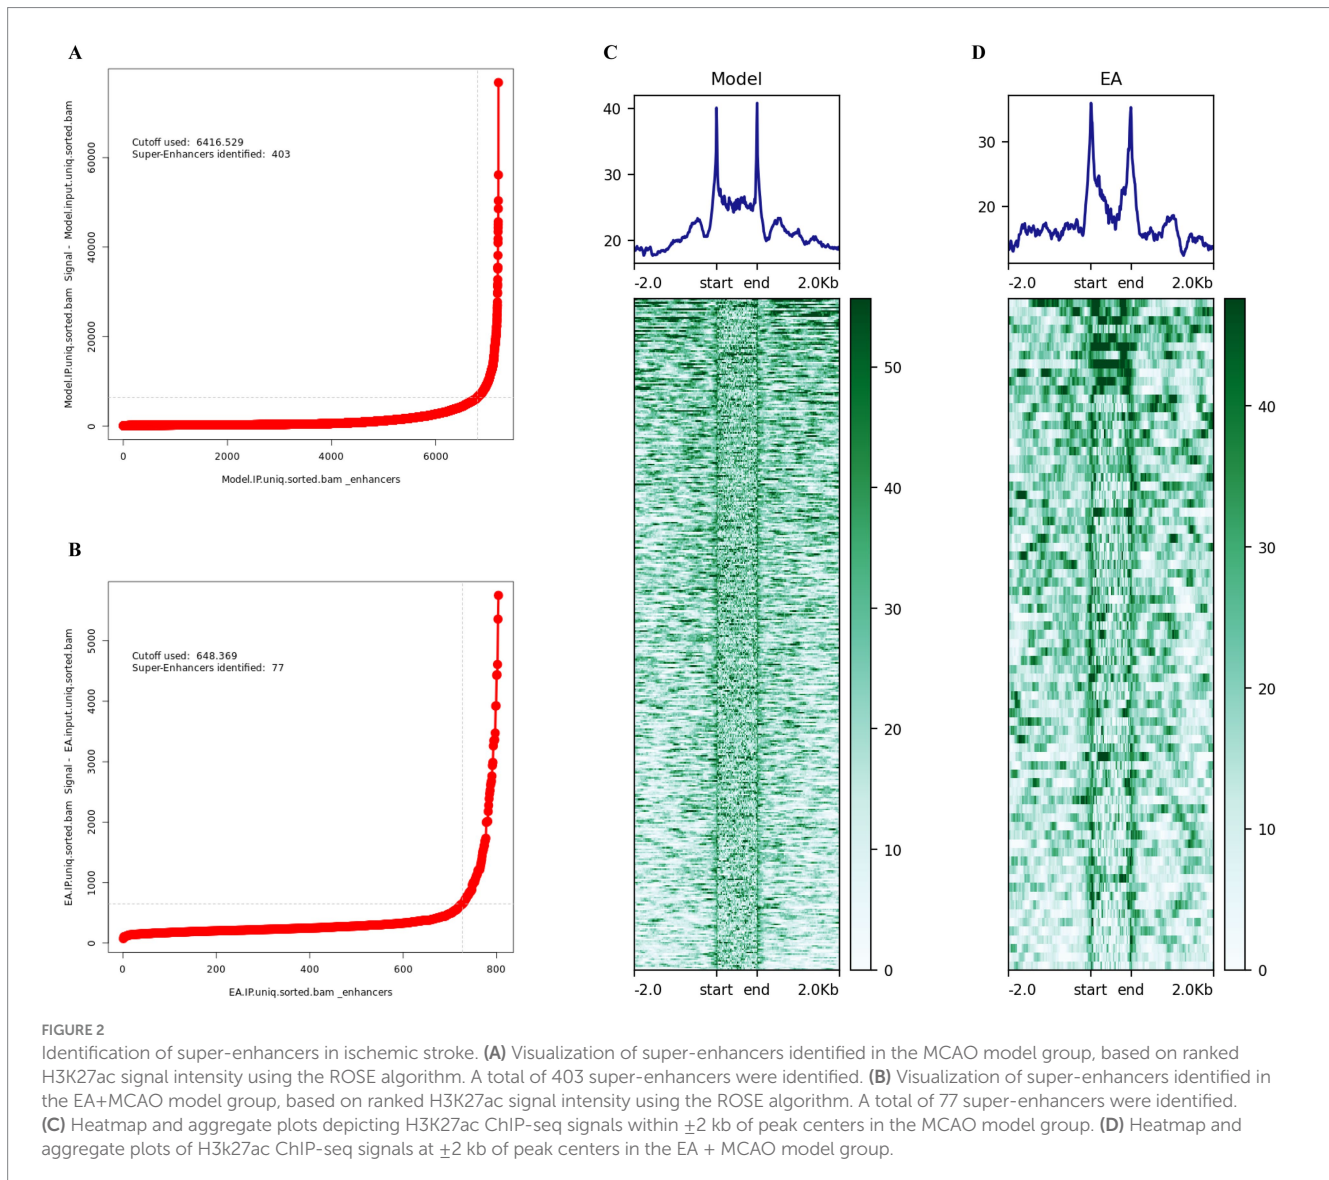 A
Model.IP.uniq.sorted.bam Signal - Model.input.uniq.sorted.bam
60000
40000
20000
0
Cutoff used: 6416.529
Super-Enhancers identified: 403
0 2000 4000 6000
Model.IP.uniq.sorted.bam _enhancers
B
EA.IP.uniq.sorted.bam Signal - EA.input.uniq.sorted.bam
5000
4000
3000
2000
1000
0
Cutoff used: 648.369
Super-Enhancers identified: 77
0 200 400 600 800
EA.IP.uniq.sorted.bam _enhancers
C
Model
40
30
20
-2.0 start end 2.0Kb
50
40
30
20
10
0
-2.0 start end 2.0Kb
D
EA
30
20
-2.0 start end 2.0Kb
40
30
20
10
0
-2.0 start end 2.0Kb
FIGURE 2
Identification of super-enhancers in ischemic stroke. (A) Visualization of super-enhancers identified in the MCAO model group, based on ranked
H3K27ac signal intensity using the ROSE algorithm. A total of 403 super-enhancers were identified. (B) Visualization of super-enhancers identified in
the EA+MCAO model group, based on ranked H3K27ac signal intensity using the ROSE algorithm. A total of 77 super-enhancers were identified.
(C) Heatmap and aggregate plots depicting H3K27ac ChIP-seq signals within ±2 kb of peak centers in the MCAO model group. (D) Heatmap and
aggregate plots of H3k27ac ChIP-seq signals at ±2 kb of peak centers in the EA + MCAO model group.